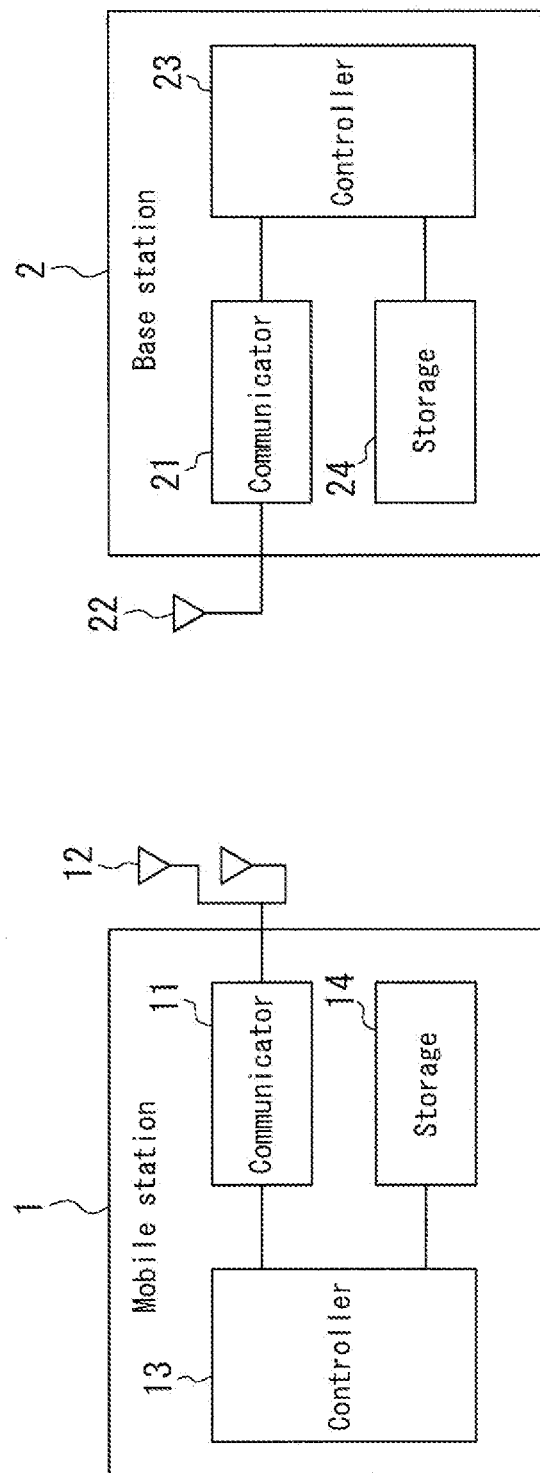 1
Mobile station
11
Communicator
12
13
Controller
14
Storage
2
Base station
21
Communicator
22
23
Controller
24
Storage